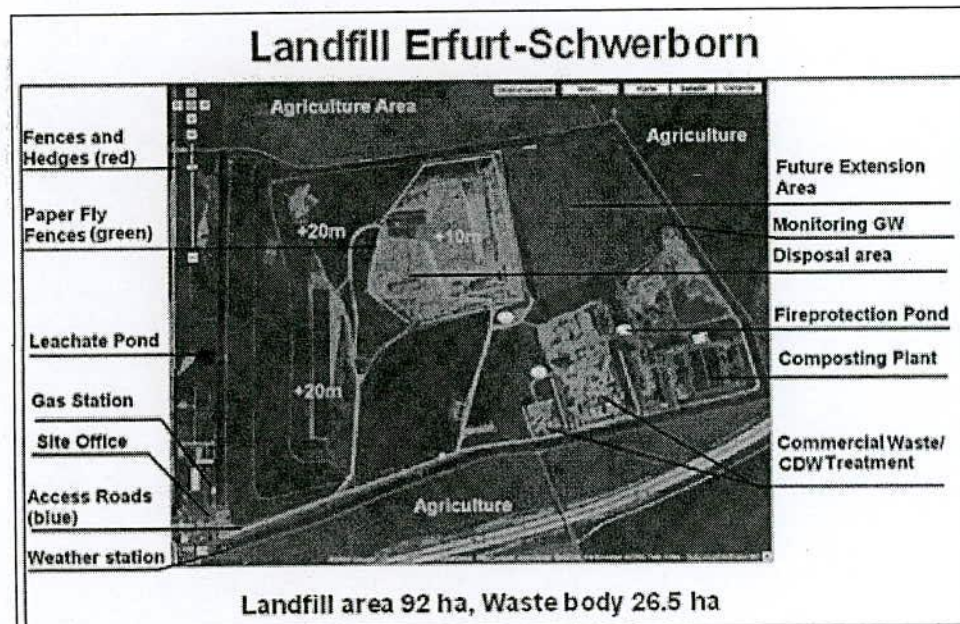 Landfill Erfurt-Schwerborn
Agriculture Area
Agriculture
Fences and
Hedges (red)
Paper Fly
Fences (green)
Leachate Pond
Gas Station
Site Office
Access Roads
(blue)
Weather station
+20m
+10m
+20m
Agriculture
Future Extension
Area
Monitoring GW
Disposal area
Fireprotection Pond
Composting Plant
Commercial Waste/
CDW Treatment
Landfill area 92 ha, Waste body 26.5 ha